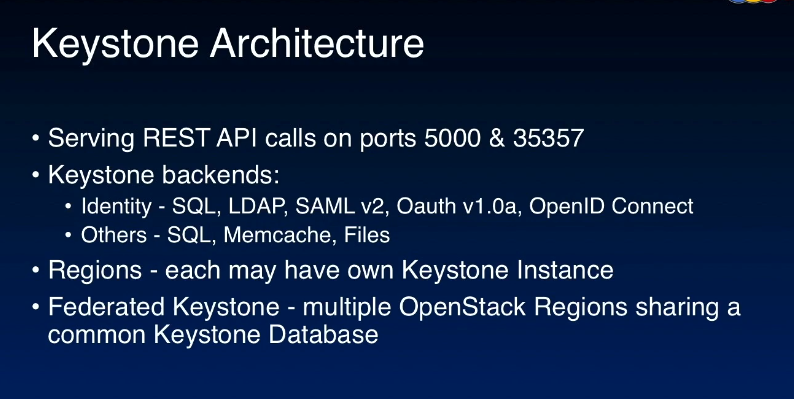 Keystone Architecture
• Serving REST API calls on ports 5000 & 35357
• Keystone backends:
• Identity - SQL, LDAP, SAML v2, Oauth v1.0a, OpenID Connect
• Others - SQL, Memcache, Files
• Regions - each may have own Keystone Instance
• Federated Keystone - multiple OpenStack Regions sharing a
common Keystone Database